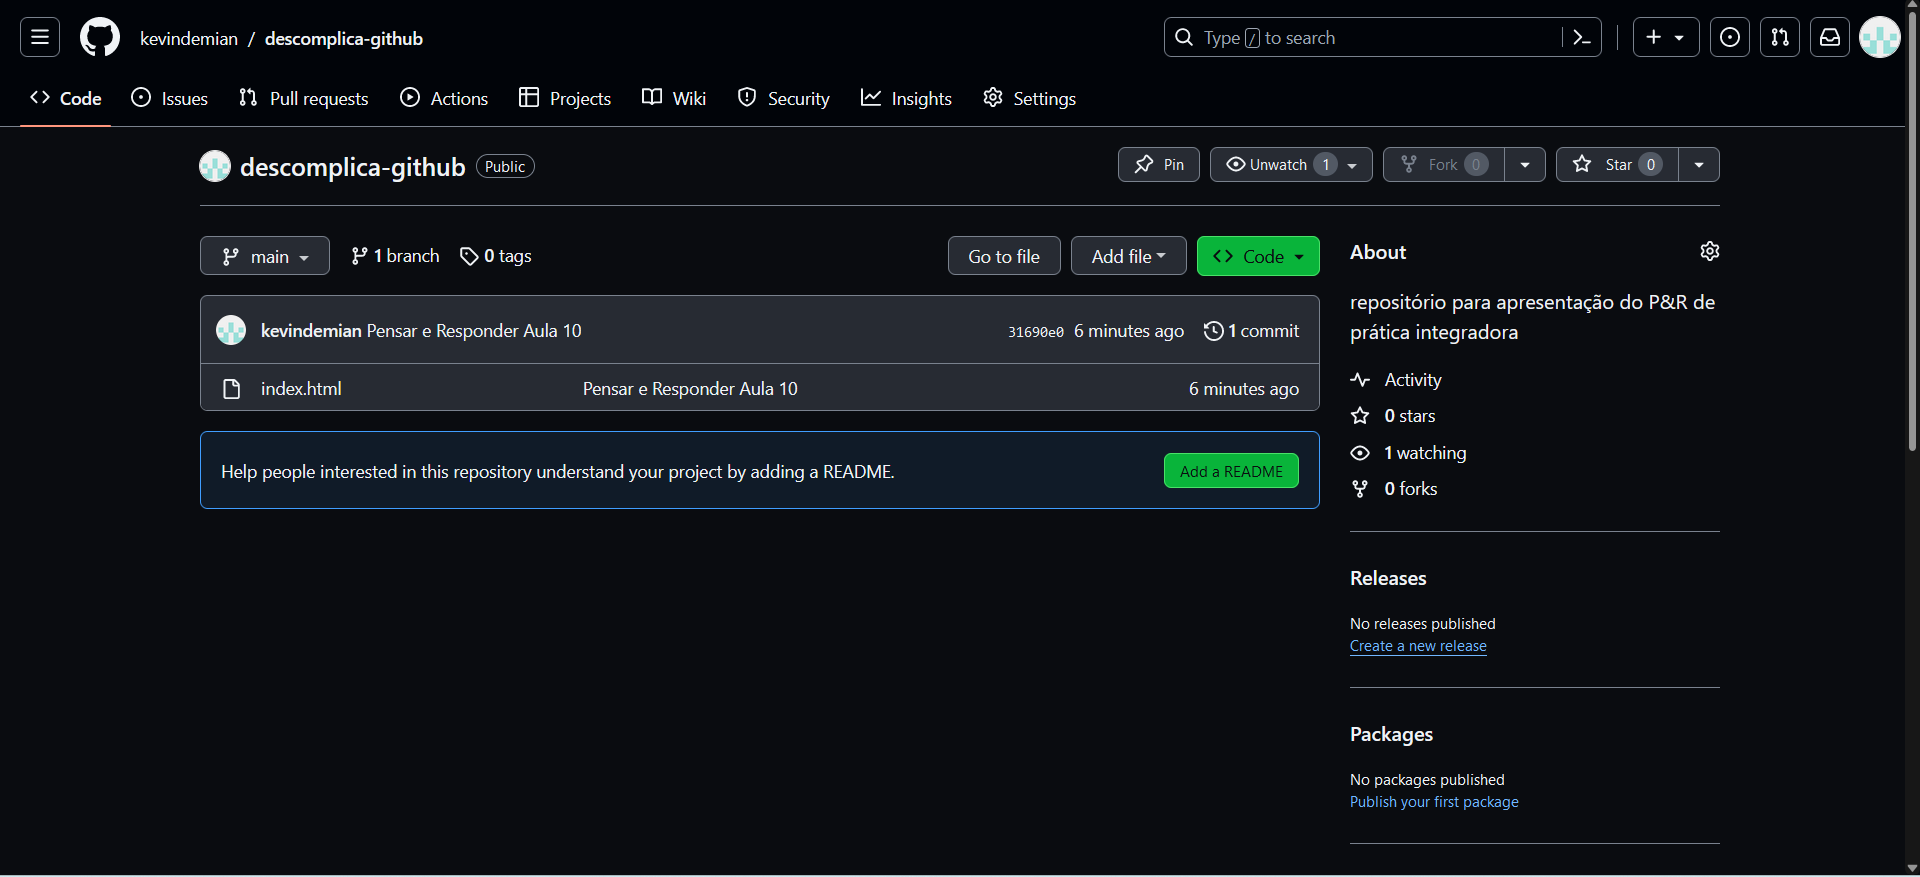 kevindemian / descomplica-github
Type / to search
Code Issues Pull requests Actions Projects Wiki Security Insights Settings
descomplica-github Public
Pin Unwatch 1 Fork 0 Star 0
main 1 branch 0 tags Go to file Add file Code
kevindemian Pensar e Responder Aula 10 31690e0 6 minutes ago 1 commit
index.html Pensar e Responder Aula 10 6 minutes ago
Help people interested in this repository understand your project by adding a README. Add a README
About
repositório para apresentação do P&R de
prática integradora
Activity
0 stars
1 watching
0 forks
Releases
No releases published
Create a new release
Packages
No packages published
Publish your first package